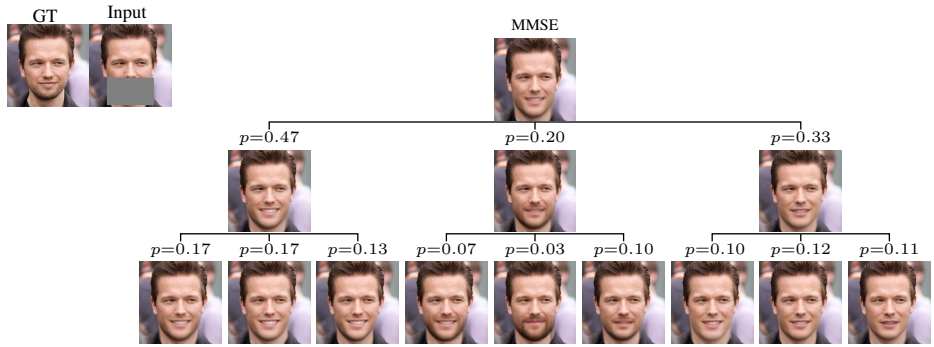 GT
Input
MMSE
p=0.47
p=0.20
p=0.33
p=0.17
p=0.17
p=0.13
p=0.07
p=0.03
p=0.10
p=0.10
p=0.12
p=0.11